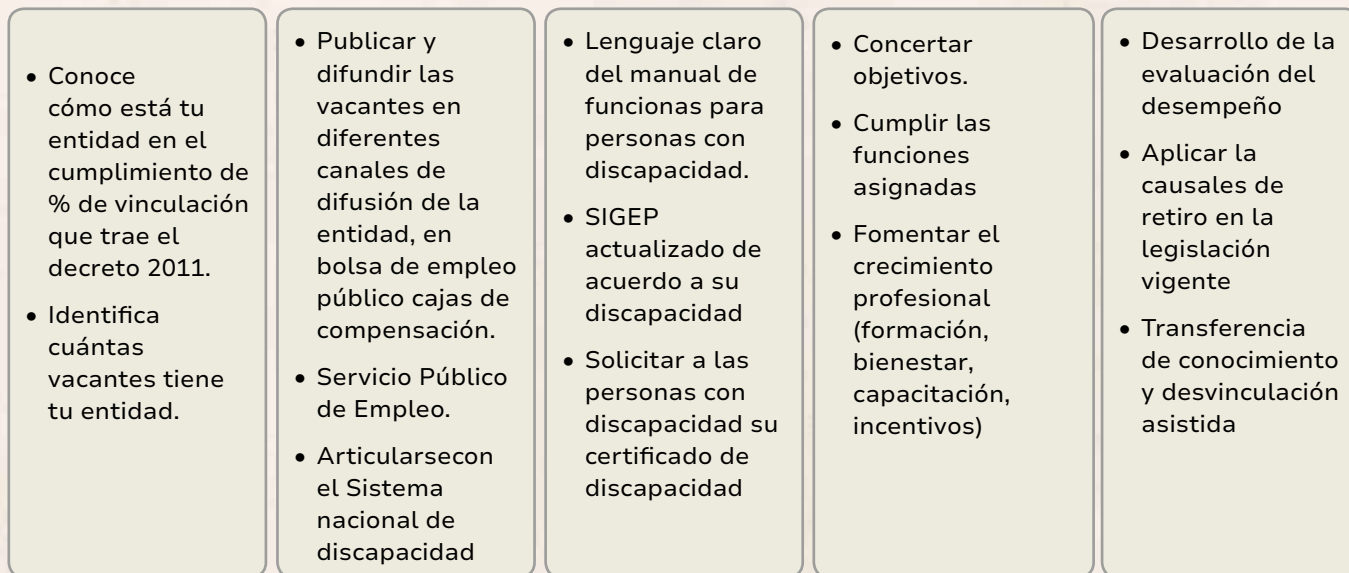 • Conoce
cómo está tu
entidad en el
cumplimiento de
% de vinculación
que trae el
decreto 2011.
• Identifica
cuántas
vacantes tiene
tu entidad.
• Publicar y
difundir las
vacantes en
diferentes
canales de
difusión de la
entidad, en
bolsa de empleo
público cajas de
compensación.
• Servicio Público
de Empleo.
• Articularsecon
el Sistema
nacional de
discapacidad
• Lenguaje claro
del manual de
funcionas para
personas con
discapacidad.
• SIGEP
actualizado de
acuerdo a su
discapacidad
• Solicitar a las
personas con
discapacidad su
certificado de
discapacidad
• Concertar
objetivos.
• Cumplir las
funciones
asignadas
• Fomentar el
crecimiento
profesional
(formación,
bienestar,
capacitación,
incentivos)
• Desarrollo de la
evaluación del
desempeño
• Aplicar la
causales de
retiro en la
legislación
vigente
• Transferencia
de conocimiento
y desvinculación
asistida